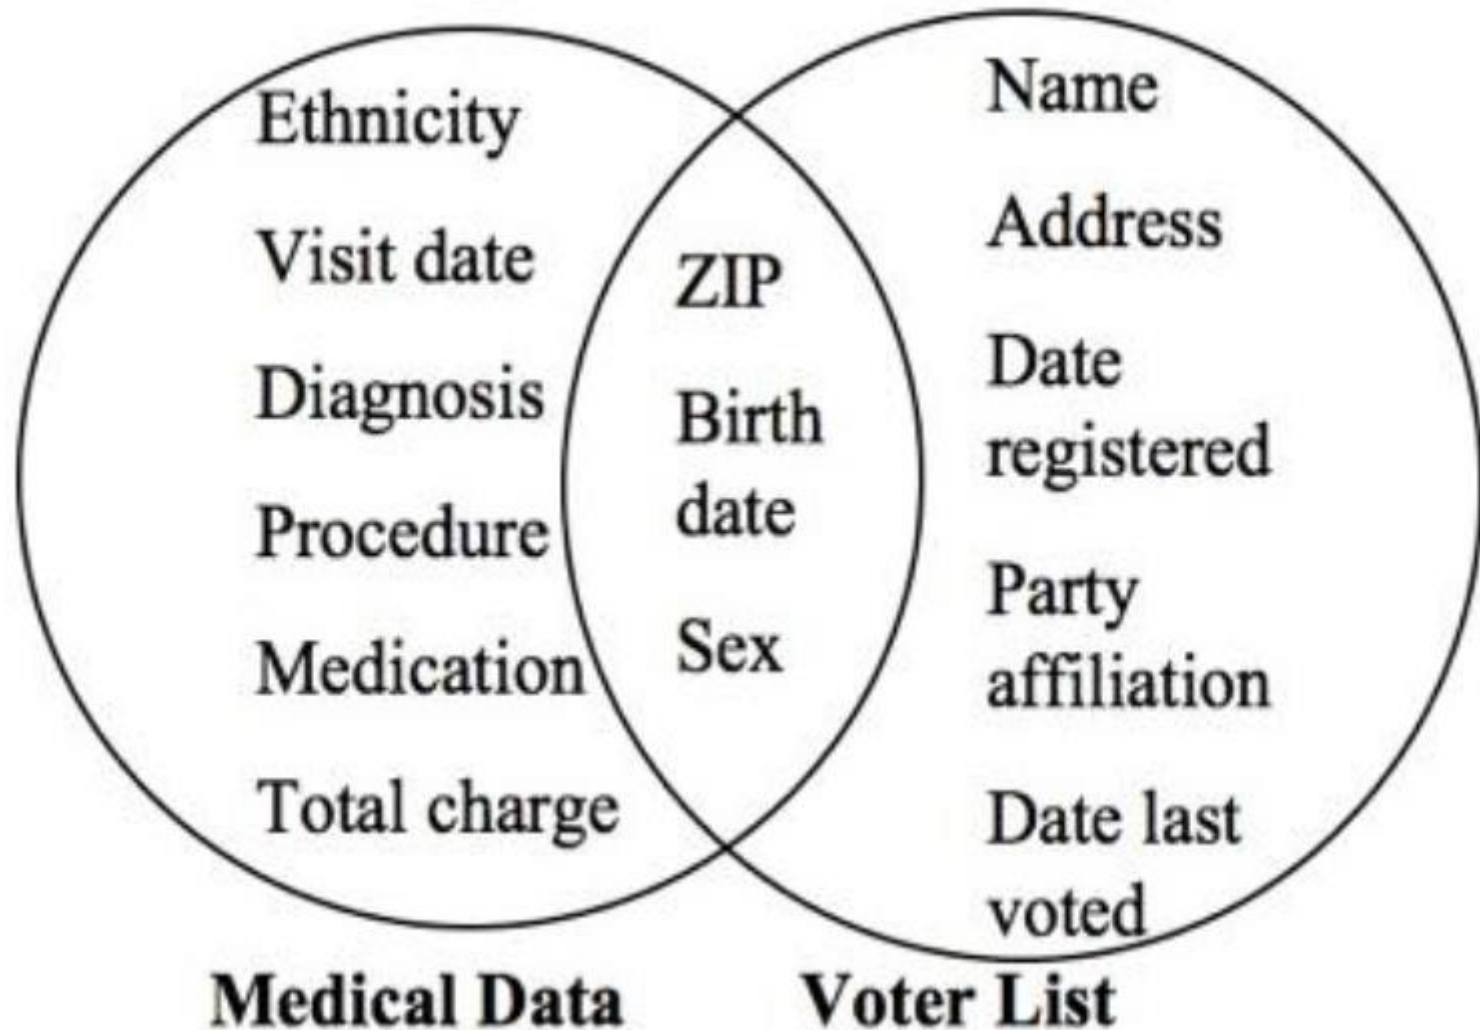 Ethnicity
Visit date
Diagnosis
Procedure
Medication
Total charge
ZIP
Birth
date
Sex
Name
Address
Date
registered
Party
affiliation
Date last
voted
Medical Data
Voter List